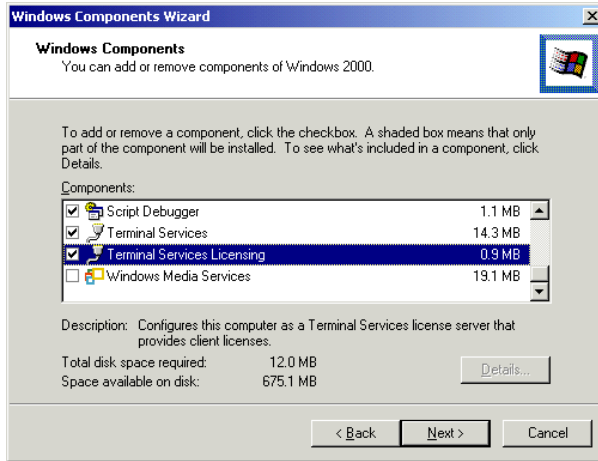 Windows Components Wizard
Windows Components
You can add or remove components of Windows 2000.
To add or remove a component, click the checkbox. A shaded box means that only
part of the component will be installed. To see what's included in a component, click
Details.
Components:
Script Debugger 1.1 MB
Terminal Services 14.3 MB
Terminal Services Licensing 0.9 MB
Windows Media Services 19.1 MB
Description: Configures this computer as a Terminal Services license server that
provides client licenses.
Total disk space required: 12.0 MB
Space available on disk: 675.1 MB
Details...
< Back Next > Cancel